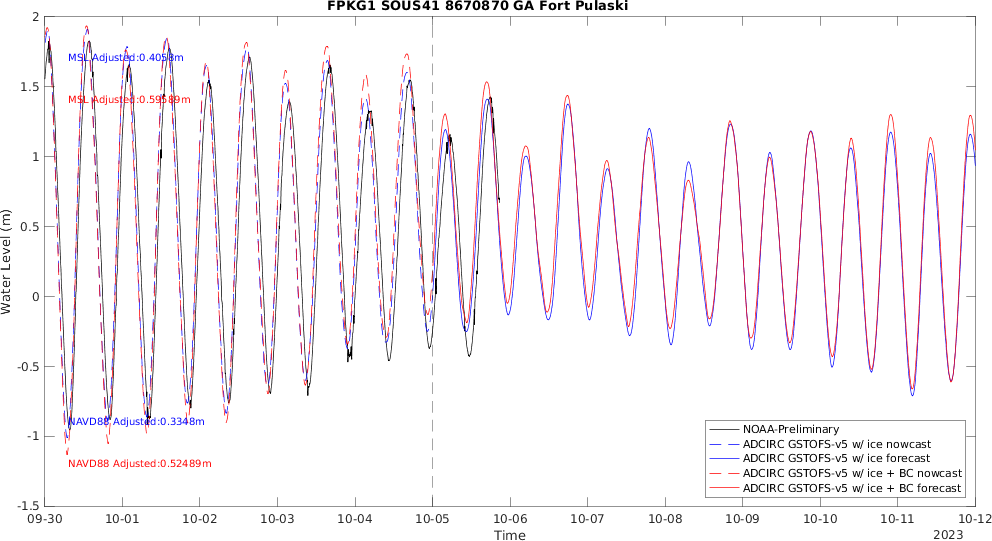 FPKG1 SOUS41 8670870 GA Fort Pulaski
2
1.5
1
0.5
0
-0.5
-1
-1.5
Water Level (m)
MSL Adjusted:0.4058m
MSL Adjusted:0.59589m
NAVD88 Adjusted:0.3348m
NAVD88 Adjusted:0.52489m
NOAA-Preliminary
ADCIRC GSTOFS-v5 w/ ice nowcast
ADCIRC GSTOFS-v5 w/ ice forecast
ADCIRC GSTOFS-v5 w/ ice + BC nowcast
ADCIRC GSTOFS-v5 w/ ice + BC forecast
09-30 10-01 10-02 10-03 10-04 10-05 10-06 10-07 10-08 10-09 10-10 10-11 10-12
Time
2023